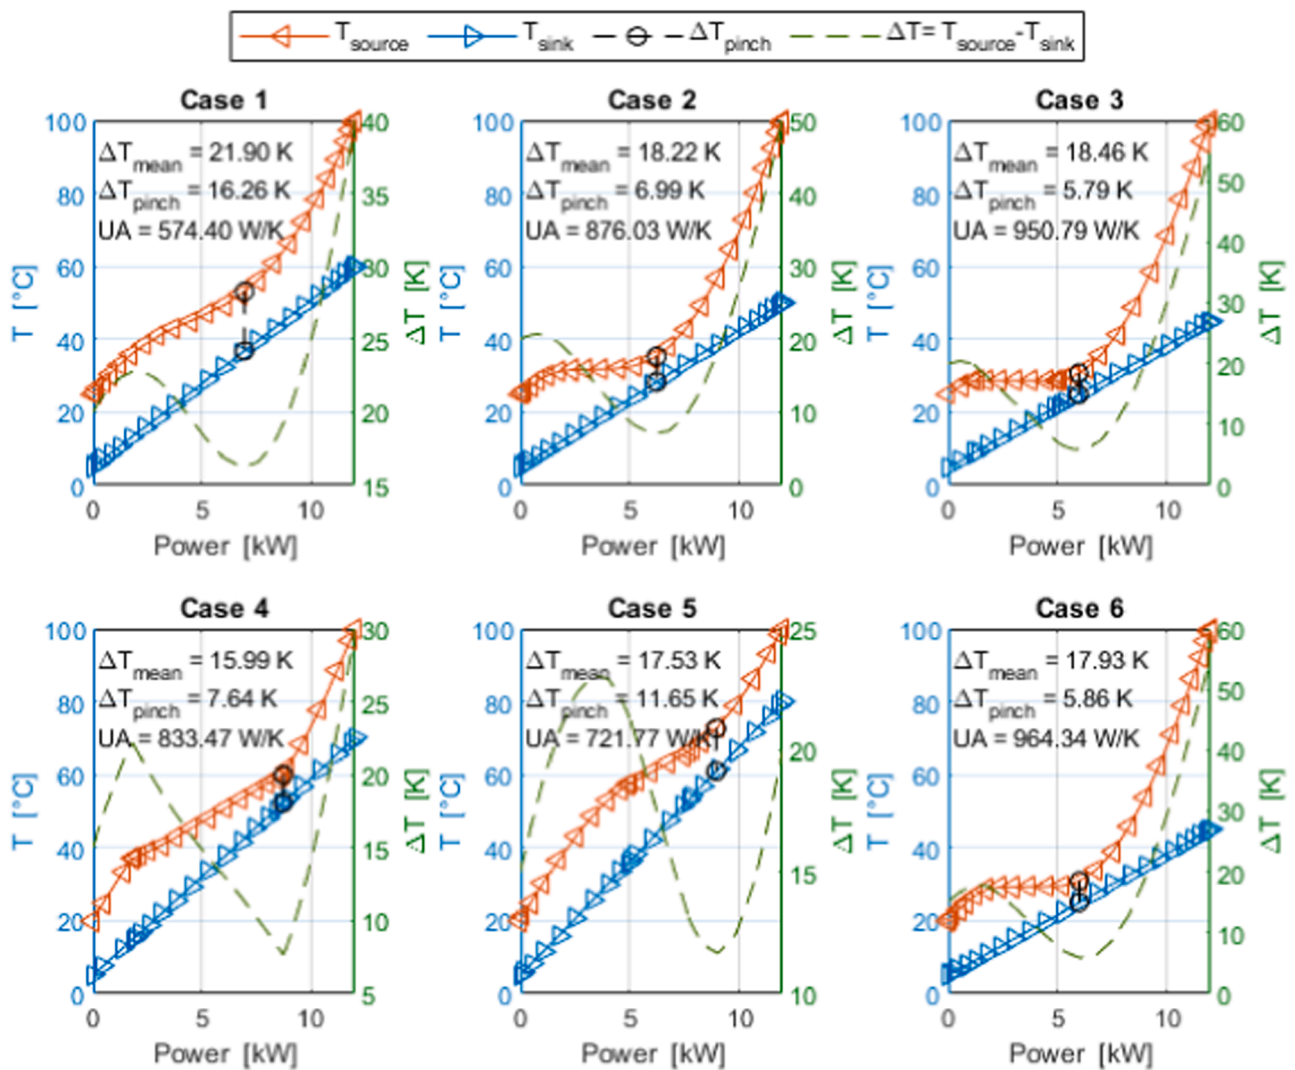 T_source T_sink ΔT_pinch ΔT= T_source-T_sink
Case 1
ΔT_mean = 21.90 K
ΔT_pinch = 16.26 K
UA = 574.40 W/K
100
80
60
40
20
0
40
35
30
25
20
15
0 5 10
T [°C]
ΔT [K]
Power [kW]
Case 2
ΔT_mean = 18.22 K
ΔT_pinch = 6.99 K
UA = 876.03 W/K
100
80
60
40
20
0
50
40
30
20
10
0
0 5 10
T [°C]
ΔT [K]
Power [kW]
Case 3
ΔT_mean = 18.46 K
ΔT_pinch = 5.79 K
UA = 950.79 W/K
100
80
60
40
20
0
60
50
40
30
20
10
0
0 5 10
T [°C]
ΔT [K]
Power [kW]
Case 4
ΔT_mean = 15.99 K
ΔT_pinch = 7.64 K
UA = 833.47 W/K
100
80
60
40
20
0
30
25
20
15
10
5
0 5 10
T [°C]
ΔT [K]
Power [kW]
Case 5
ΔT_mean = 17.53 K
ΔT_pinch = 11.65 K
UA = 721.77 W/K
100
80
60
40
20
0
25
20
15
10
0 5 10
T [°C]
ΔT [K]
Power [kW]
Case 6
ΔT_mean = 17.93 K
ΔT_pinch = 5.86 K
UA = 964.34 W/K
100
80
60
40
20
0
60
50
40
30
20
10
0
0 5 10
T [°C]
ΔT [K]
Power [kW]